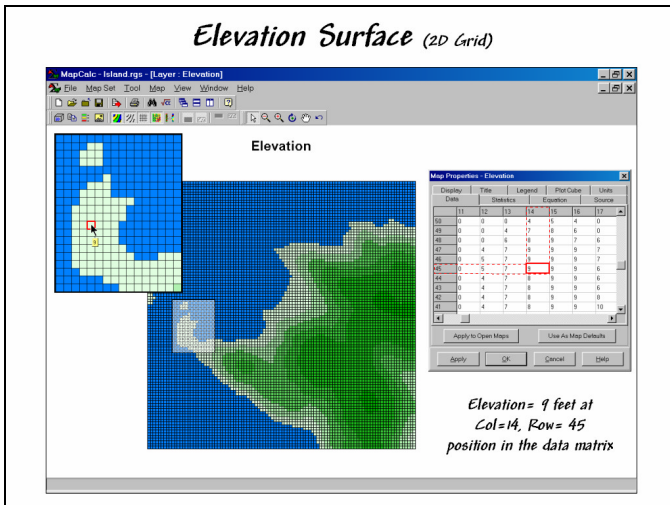 Elevation Surface (2D Grid)
MapCalc - Island.rgs - [Layer : Elevation]
File Map Set Tool Map View Window Help
Elevation
9
Map Properties - Elevation
Display Title Legend Plot Cube Units
Data Statistics Equation Source
11 12 13 14 15 16 17
50 0 0 0 4 5 4 0
49 0 0 4 7 8 6 0
48 0 0 6 8 9 7 6
47 0 4 7 9 9 9 7
46 0 5 7 9 9 9 7
45 0 5 7 9 9 9 6
44 0 4 7 8 9 9 6
43 0 4 7 8 9 9 6
42 0 4 7 8 9 9 8
41 0 4 7 8 9 9 10
Apply to Open Maps Use As Map Defaults
Apply OK Cancel Help
Elevation= 9 feet at
Col=14, Row= 45
position in the data matrix